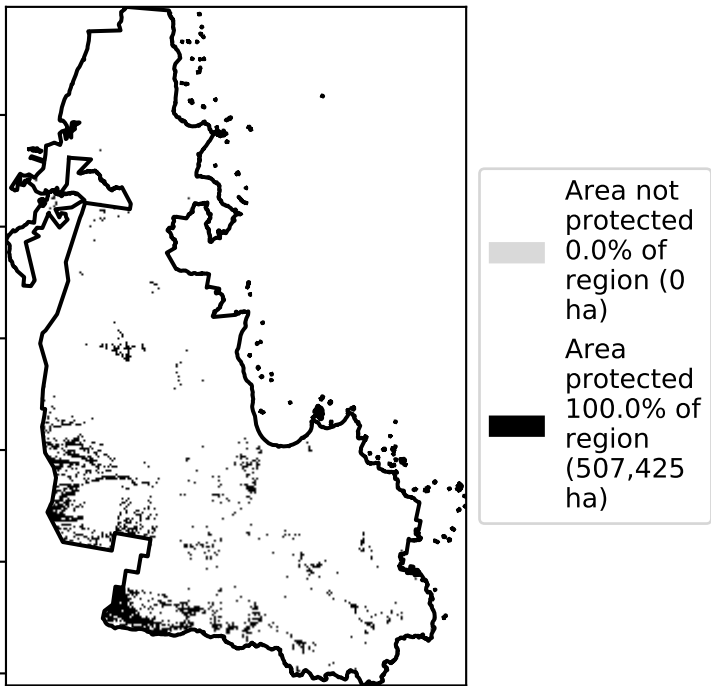 Area not
protected
0.0% of
region (0
ha)
Area
protected
100.0% of
region
(507,425
ha)